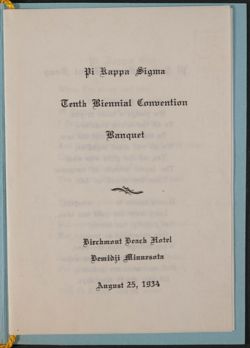 Pi Kappa Sigma
Tenth Biennial Convention
Banquet
Birchmont Beach Hotel
Bemidji Minnesota
August 25, 1934